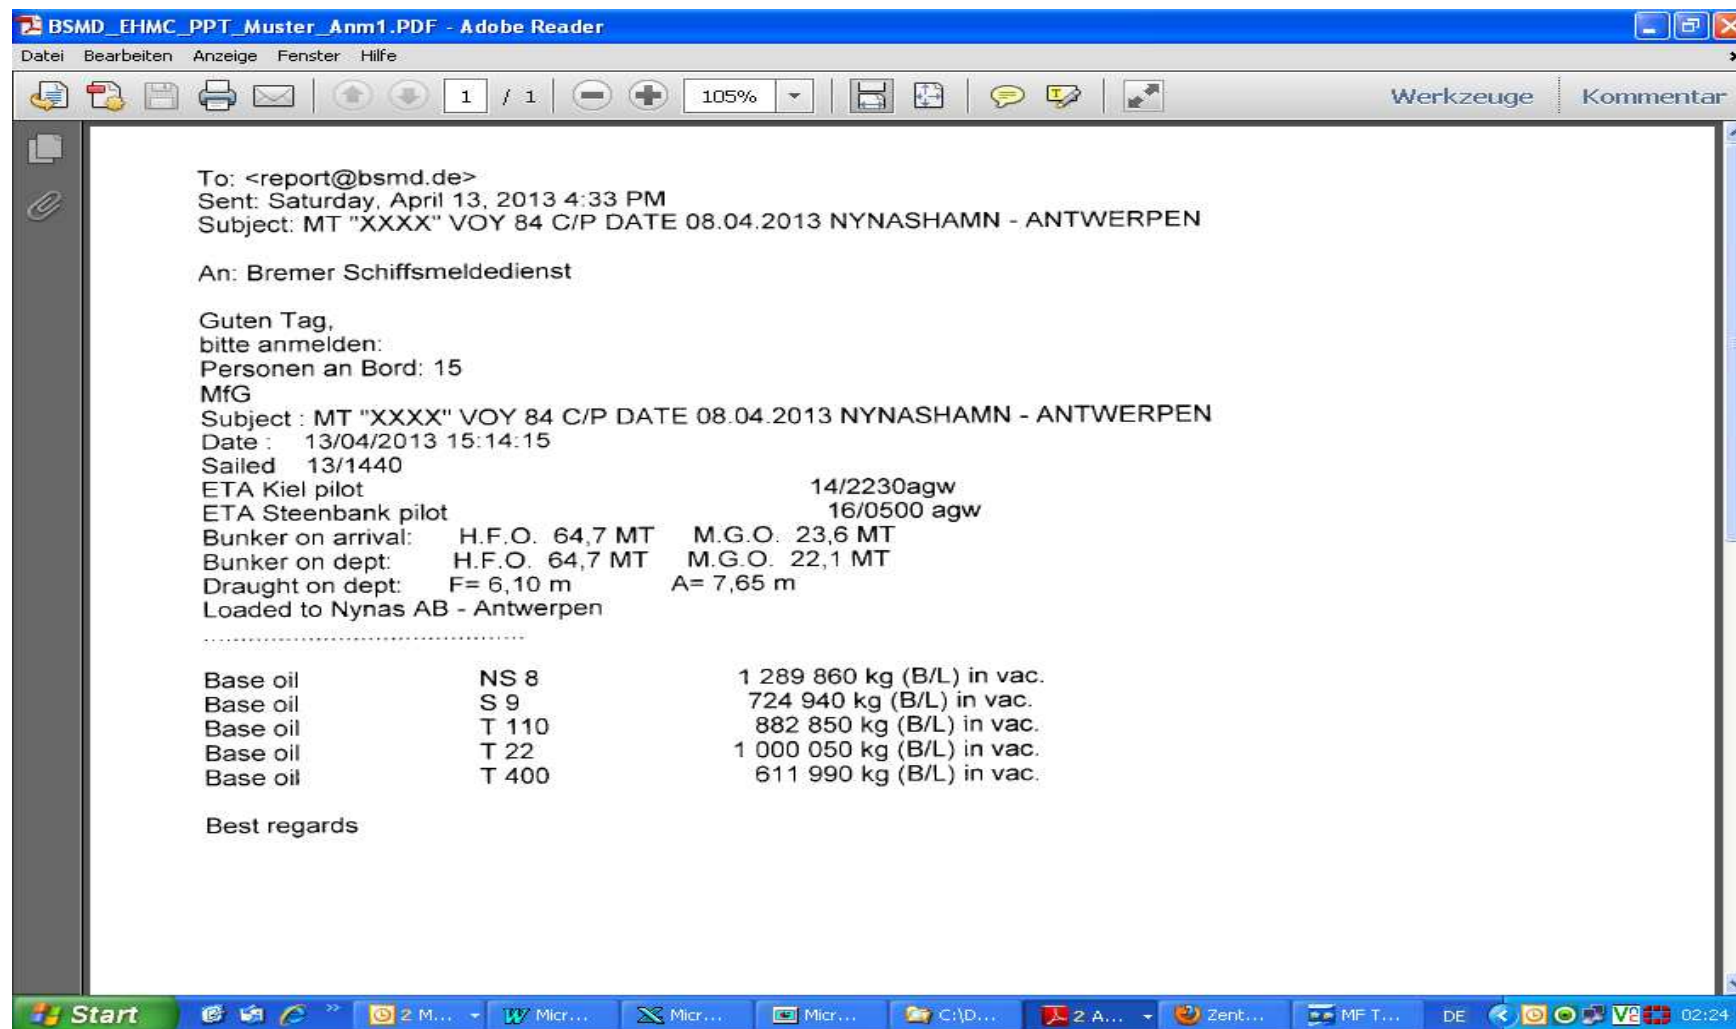 BSMD_EHMC_PPT_Muster_Anm1.PDF - Adobe Reader
Datei Bearbeiten Anzeige Fenster Hilfe
1 / 1 105% Werkzeuge Kommentar
To: <report@bsmd.de>
Sent: Saturday, April 13, 2013 4:33 PM
Subject: MT "XXXX" VOY 84 C/P DATE 08.04.2013 NYNASHAMN - ANTWERPEN
An: Bremer Schiffsmeldedienst
Guten Tag,
bitte anmelden:
Personen an Bord: 15
MfG
Subject : MT "XXXX" VOY 84 C/P DATE 08.04.2013 NYNASHAMN - ANTWERPEN
Date : 13/04/2013 15:14:15
Sailed 13/1440
ETA Kiel pilot 14/2230agw
ETA Steenbank pilot 16/0500 agw
Bunker on arrival: H.F.O. 64,7 MT M.G.O. 23,6 MT
Bunker on dept: H.F.O. 64,7 MT M.G.O. 22,1 MT
Draught on dept: F= 6,10 m A= 7,65 m
Loaded to Nynas AB - Antwerpen
........................................
Base oil NS 8 1 289 860 kg (B/L) in vac.
Base oil S 9 724 940 kg (B/L) in vac.
Base oil T 110 882 850 kg (B/L) in vac.
Base oil T 22 1 000 050 kg (B/L) in vac.
Base oil T 400 611 990 kg (B/L) in vac.
Best regards
Start 2 M... Micr... Micr... Micr... C:\D... 2 A... Zent... MF T... DE V2 02:24